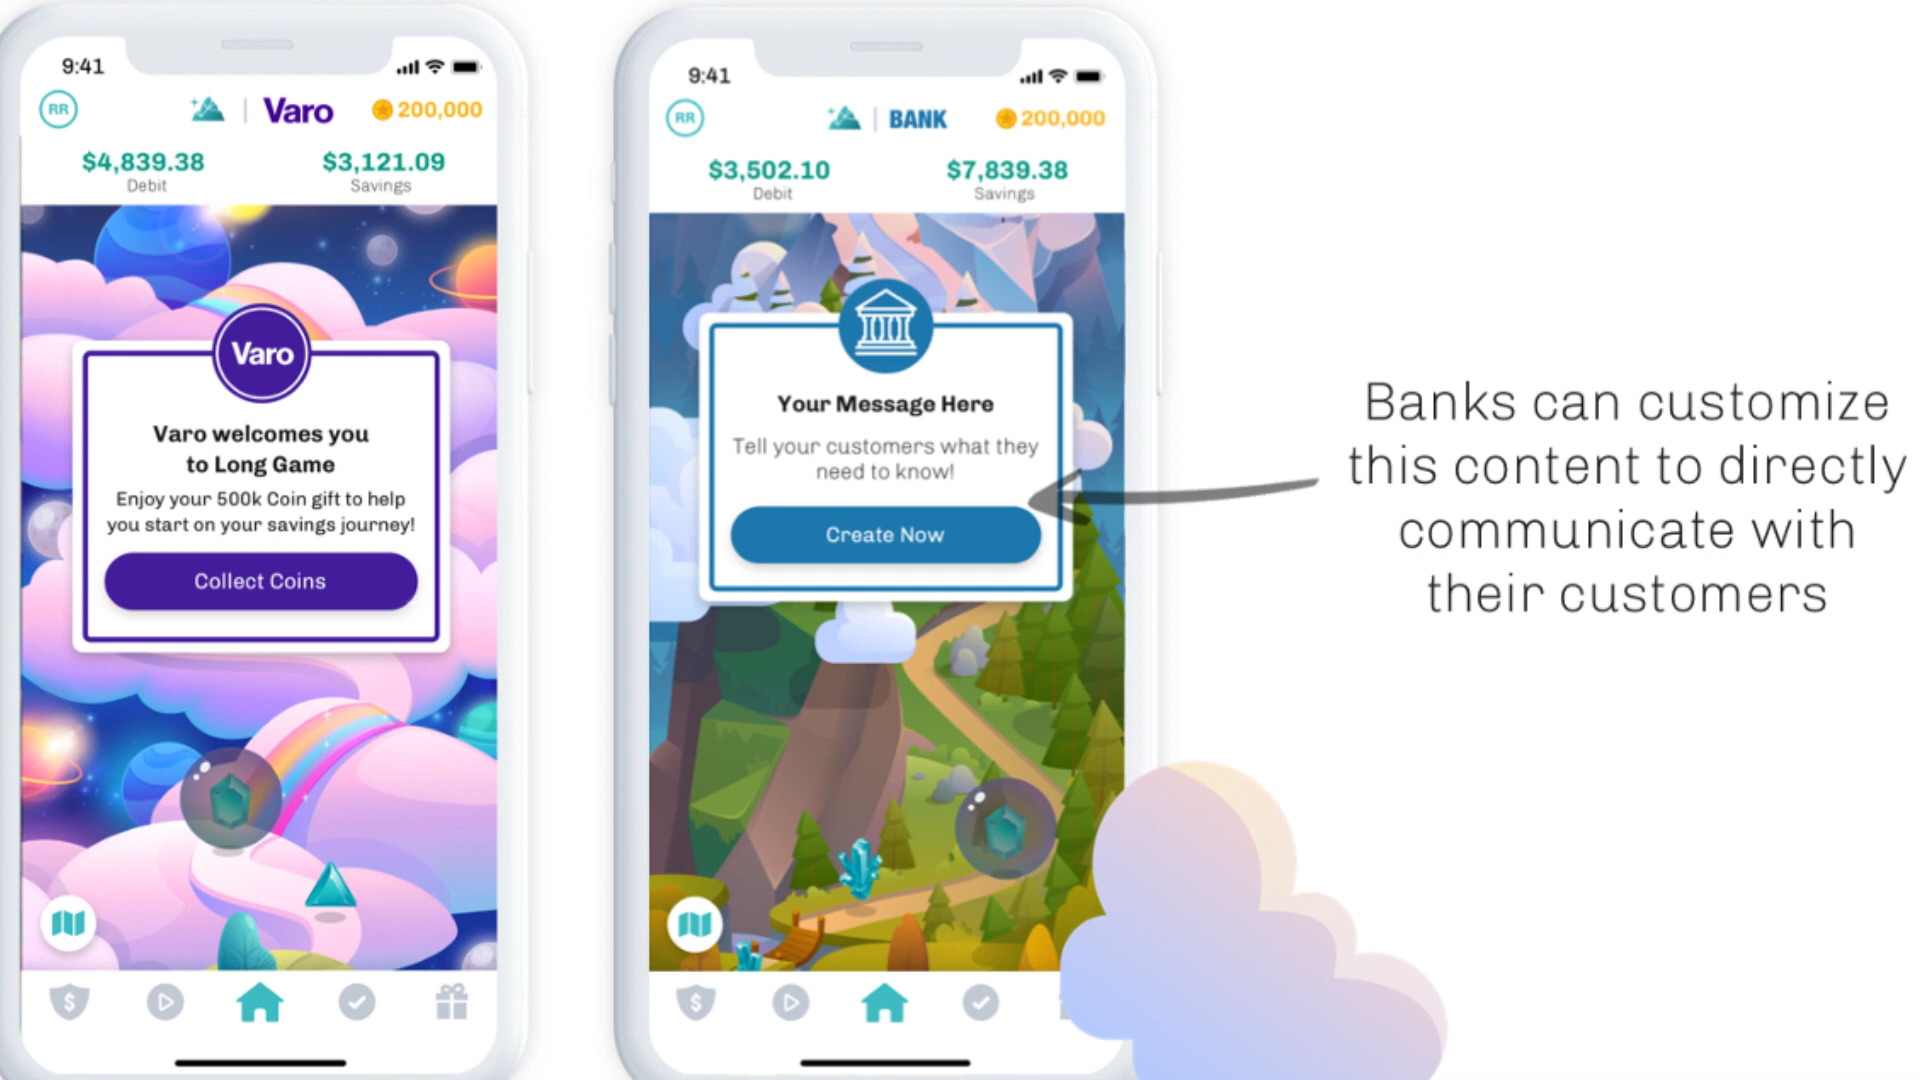 9:41
RR
Varo
200,000
$4,839.38
$3,121.09
Debit
Savings
Varo
Varo welcomes you
to Long Game
Enjoy your 500k Coin gift to help
you start on your savings journey!
Collect Coins
$
9:41
RR
BANK
200,000
$3,502.10
$7,839.38
Debit
Savings
Your Message Here
Tell your customers what they
need to know!
Create Now
$
Banks can customize
this content to directly
communicate with
their customers